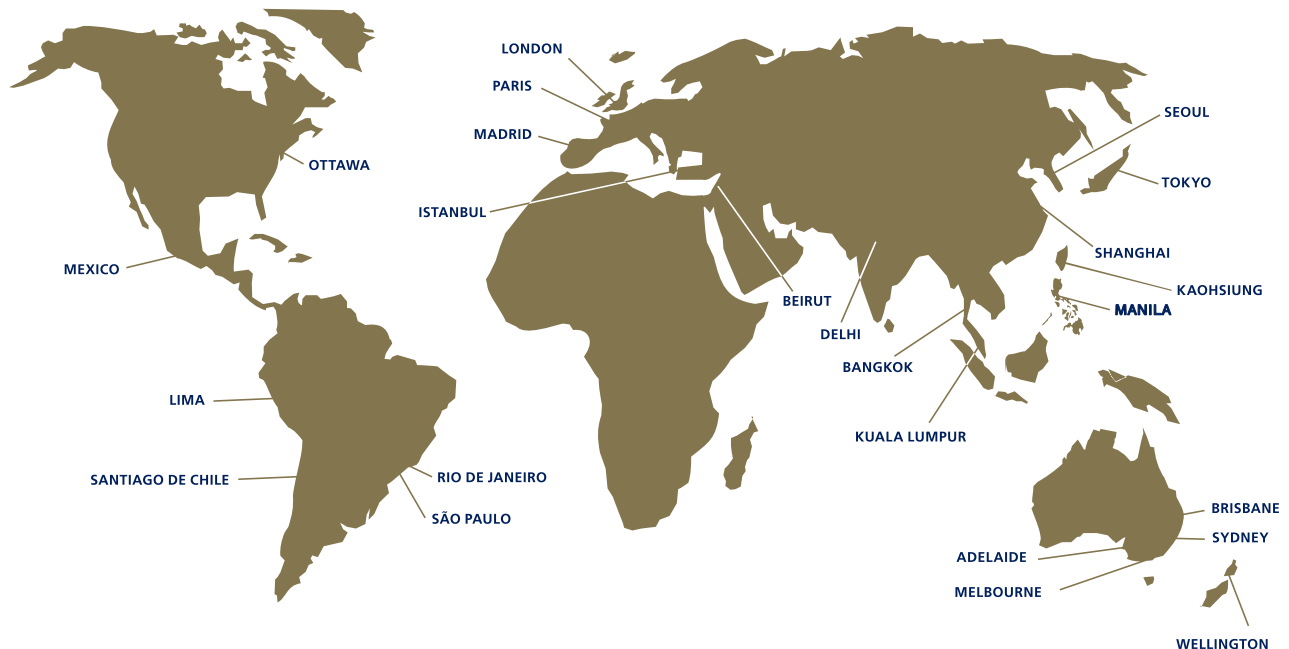 LONDON
PARIS
SEOUL
MADRID
OTTAWA
TOKYO
ISTANBUL
SHANGHAI
MEXICO
KAOHSIUNG
BEIRUT
MANILA
DELHI
BANGKOK
LIMA
KUALA LUMPUR
RIO DE JANEIRO
SANTIAGO DE CHILE
BRISBANE
SÃO PAULO
SYDNEY
ADELAIDE
MELBOURNE
WELLINGTON